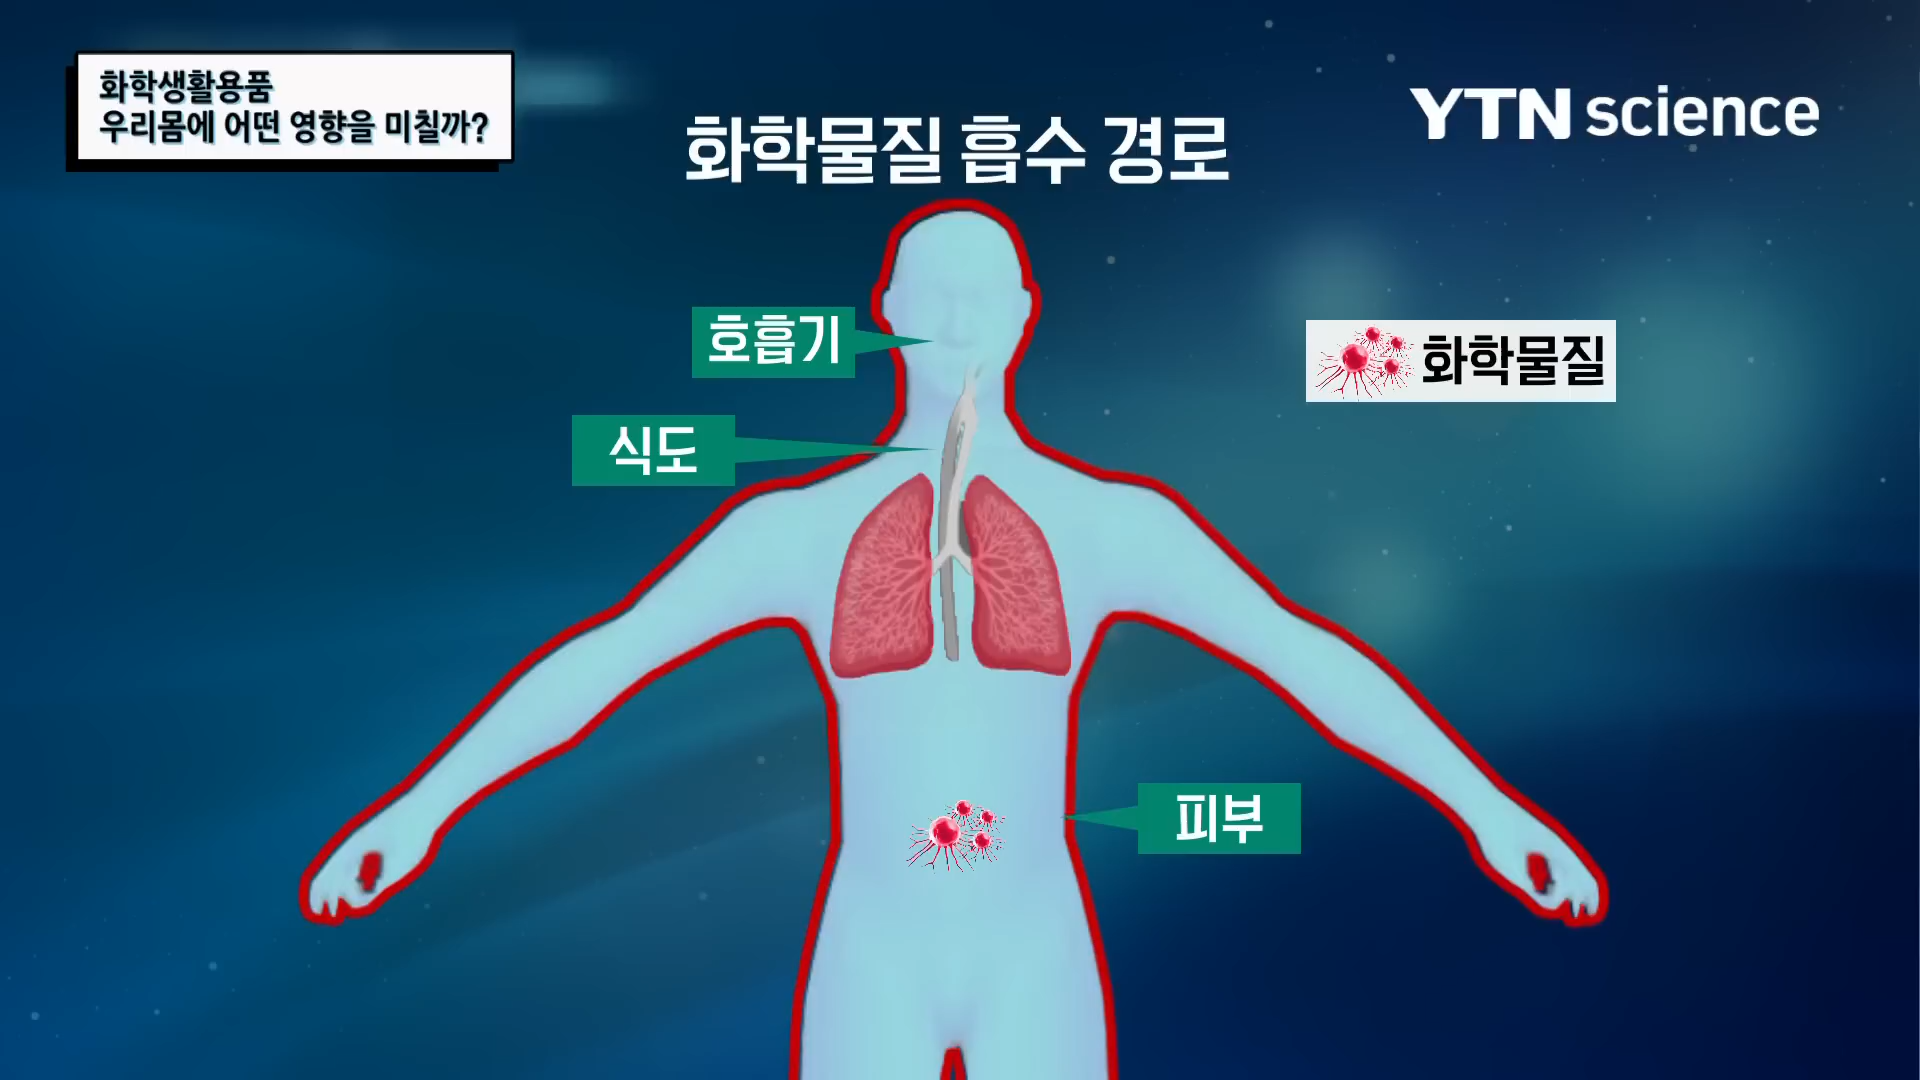 화학생활용품
우리몸에 어떤 영향을 미칠까?
YTN science
화학물질 흡수 경로
호흡기
화학물질
식도
피부